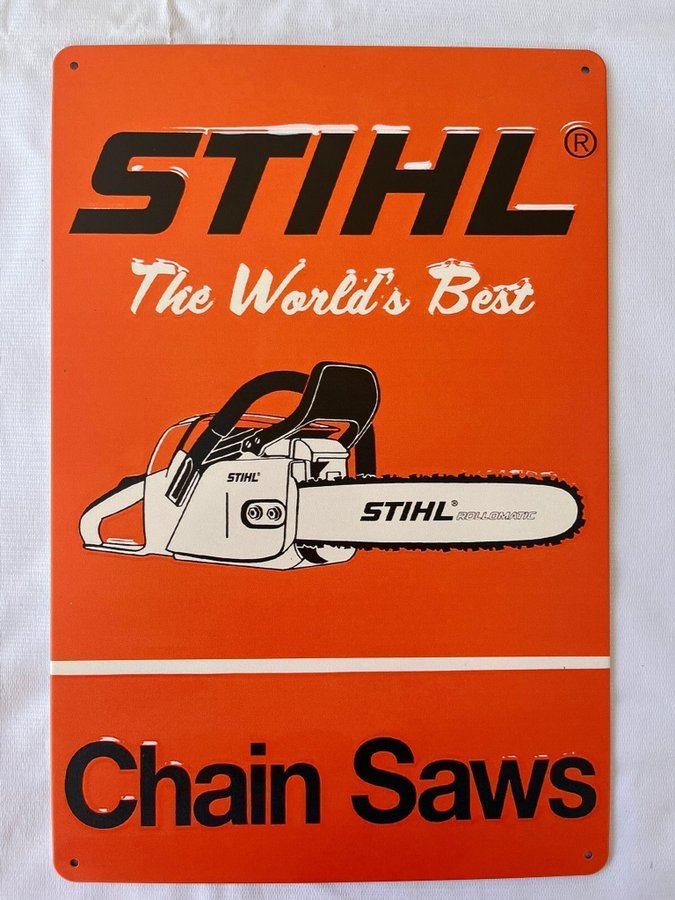 STIHL®
The World's Best
STIHL®
STIHL® ROLLOMATIC
Chain Saws